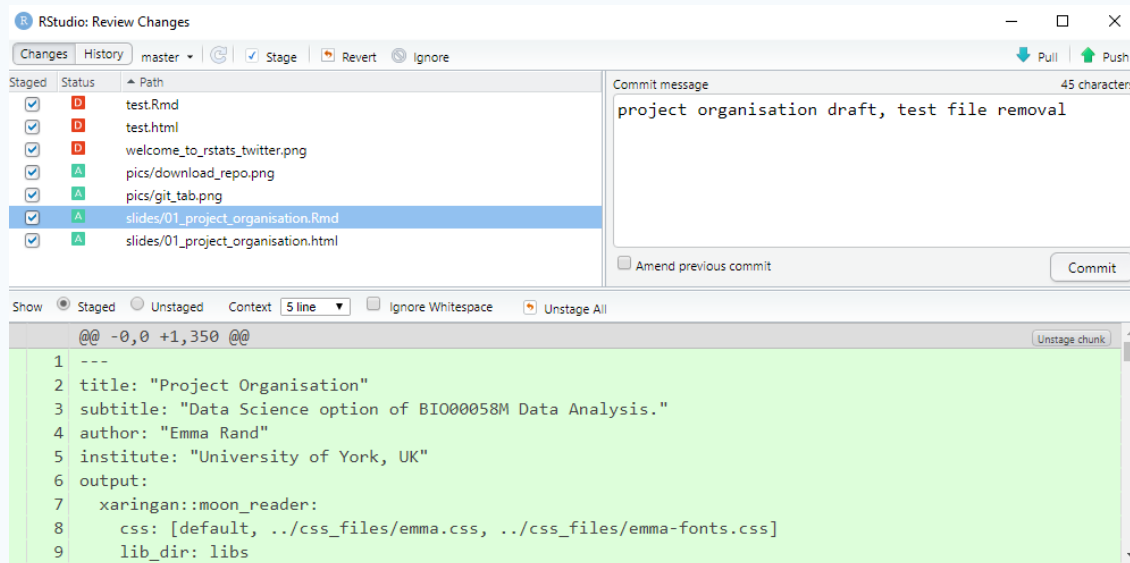 R RStudio: Review Changes
Changes History master Stage Revert Ignore Pull Push
Staged Status Path
D test.Rmd
D test.html
D welcome_to_rstats_twitter.png
A pics/download_repo.png
A pics/git_tab.png
A slides/01_project_organisation.Rmd
A slides/01_project_organisation.html
Commit message 45 character
project organisation draft, test file removal
Amend previous commit Commit
Show Staged Unstaged Context 5 line Ignore Whitespace Unstage All
@@ -0,0 +1,350 @@ Unstage chunk
1 ---
2 title: "Project Organisation"
3 subtitle: "Data Science option of BIO00058M Data Analysis."
4 author: "Emma Rand"
5 institute: "University of York, UK"
6 output:
7 xaringan::moon_reader:
8 css: [default, ../css_files/emma.css, ../css_files/emma-fonts.css]
9 lib_dir: libs